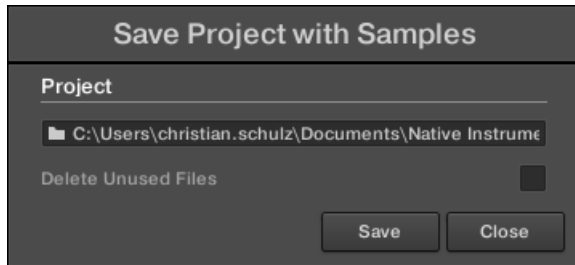 Save Project with Samples
Project
C:\Users\christian.schulz\Documents\Native Instrume
Delete Unused Files
Save Close